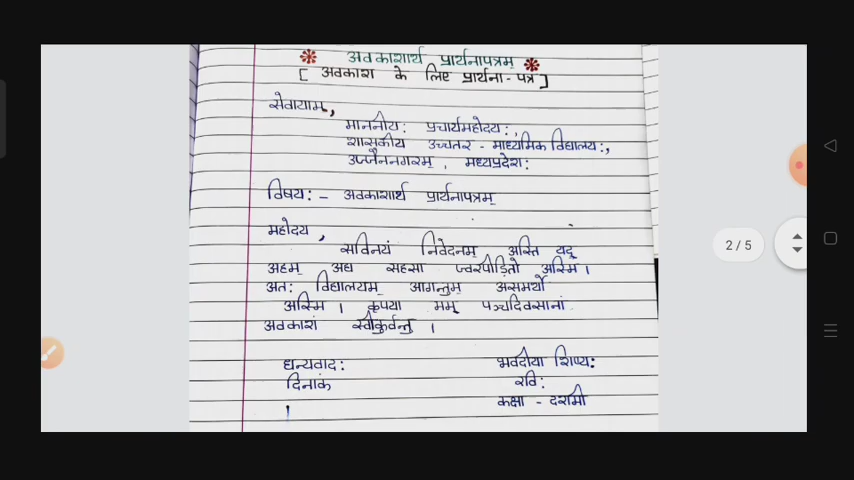 अवकाशार्थ प्रार्थनापत्रम्
[ अवकाश के लिए प्रार्थना - पत्र ]
सेवायाम्,
माननीय: प्रचार्यमहोदय:,
शासकीय उच्चतर - माध्यमिक विद्यालय:,
उज्जैननगरम्, मध्यप्रदेश:
विषय: - अवकाशार्थ प्रार्थनापत्रम्
महोदय,
सविनयं निवेदनम् अस्ति यद्
अहम् अद्य सहसा ज्वरपीड़ितो अस्मि।
अत: विद्यालयम् आगन्तुम् असमर्थो
अस्मि। कृपया मम् पञ्चदिवसानां
अवकाशं स्वीकुर्वन्तु।
धन्यवाद: भवदीया शिष्य:
दिनांक रवि:
कक्षा - दशमी
2 / 5